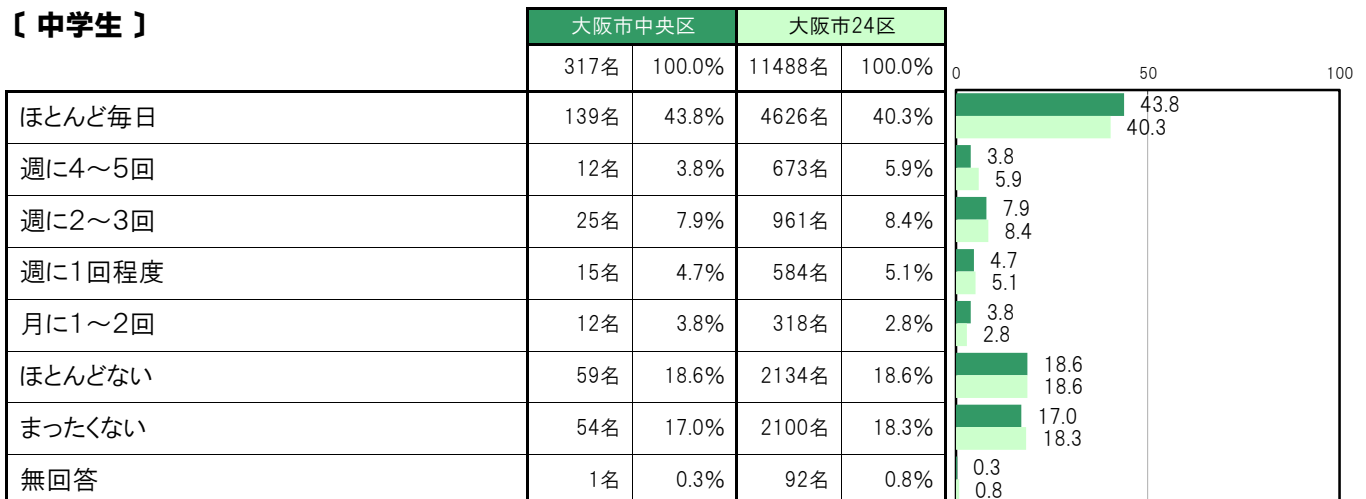 〔 中学生 〕
大阪市中央区 大阪市24区
317名 100.0% 11488名 100.0%
0 50 100
ほとんど毎日 139名 43.8% 4626名 40.3% 43.8
40.3
週に4～5回 12名 3.8% 673名 5.9% 3.8
5.9
週に2～3回 25名 7.9% 961名 8.4% 7.9
8.4
週に1回程度 15名 4.7% 584名 5.1% 4.7
5.1
月に1～2回 12名 3.8% 318名 2.8% 3.8
2.8
ほとんどない 59名 18.6% 2134名 18.6% 18.6
18.6
まったくない 54名 17.0% 2100名 18.3% 17.0
18.3
無回答 1名 0.3% 92名 0.8% 0.3
0.8